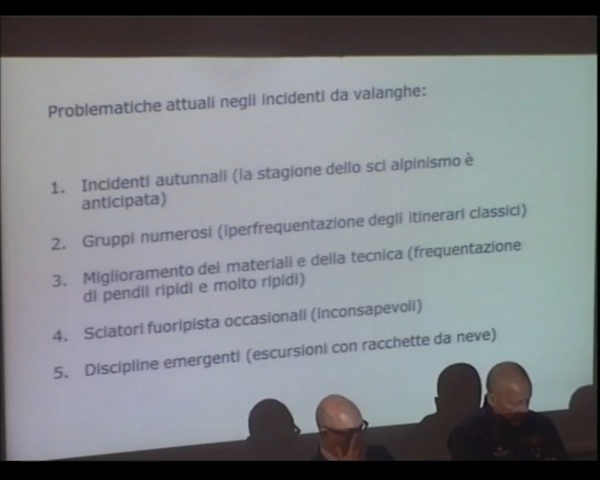 Problematiche attuali negli incidenti da valanghe:
1. Incidenti autunnali (la stagione dello sci alpinismo è
anticipata)
2. Gruppi numerosi (iperfrequentazione degli itinerari classici)
3. Miglioramento dei materiali e della tecnica (frequentazione
di pendii ripidi e molto ripidi)
4. Sciatori fuoripista occasionali (inconsapevoli)
5. Discipline emergenti (escursioni con racchette da neve)